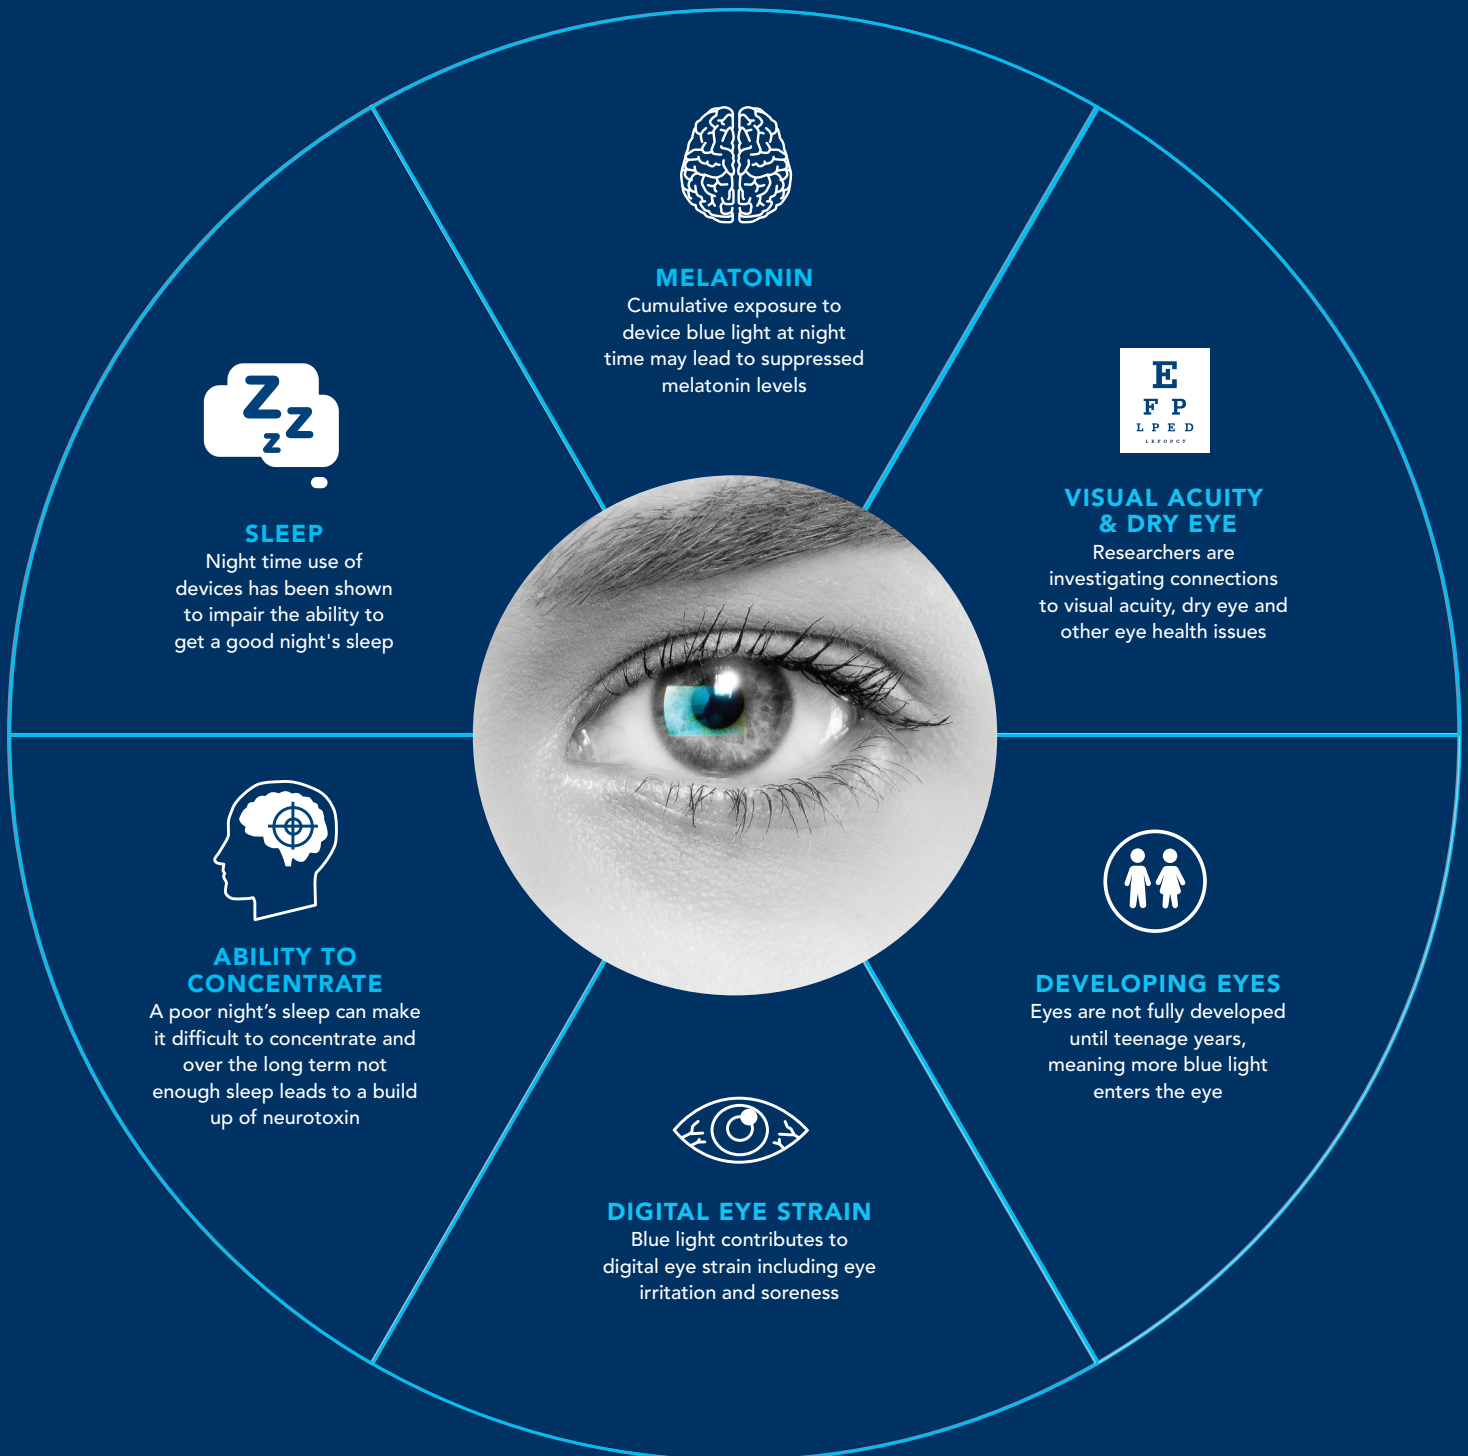 MELATONIN
Cumulative exposure to
device blue light at night
time may lead to suppressed
melatonin levels
E
F P
L P E D
L E F O P C T
VISUAL ACUITY
& DRY EYE
Researchers are
investigating connections
to visual acuity, dry eye and
other eye health issues
DEVELOPING EYES
Eyes are not fully developed
until teenage years,
meaning more blue light
enters the eye
DIGITAL EYE STRAIN
Blue light contributes to
digital eye strain including eye
irritation and soreness
ABILITY TO
CONCENTRATE
A poor night’s sleep can make
it difficult to concentrate and
over the long term not
enough sleep leads to a build
up of neurotoxin
Z
Z
z
SLEEP
Night time use of
devices has been shown
to impair the ability to
get a good night's sleep